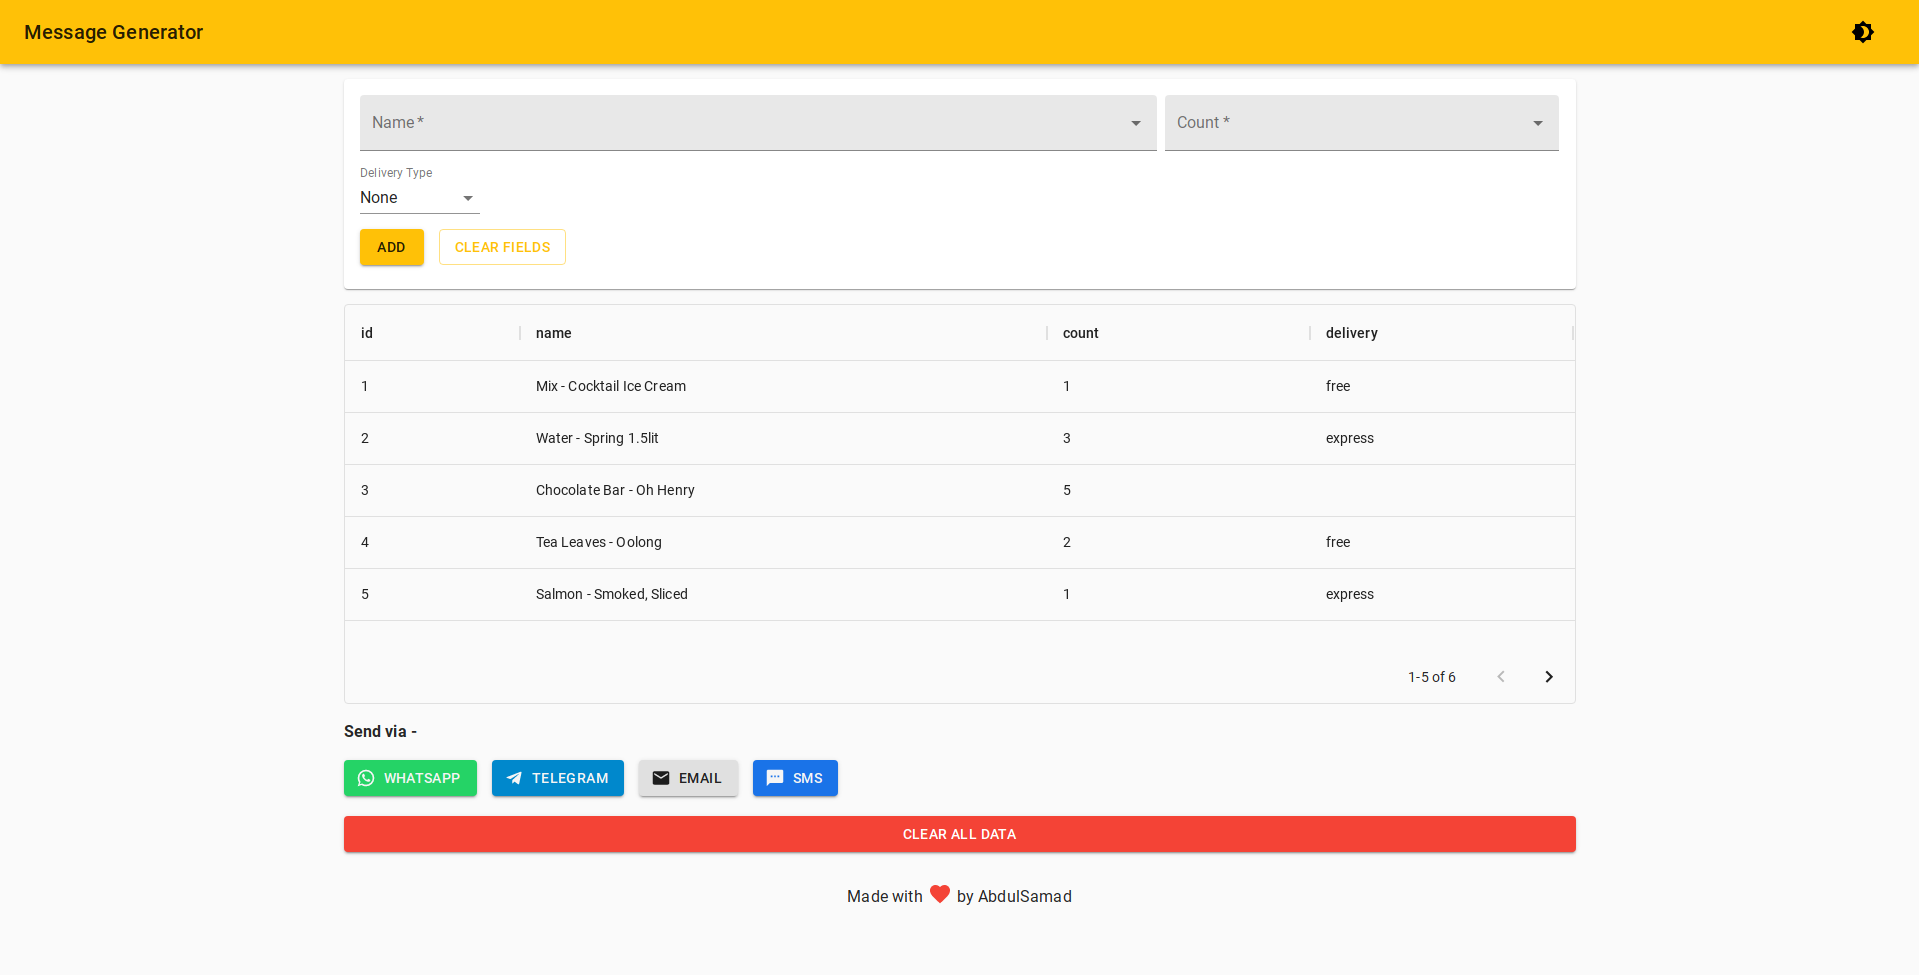 Message Generator
Name *
Count *
Delivery Type
None
ADD
CLEAR FIELDS
id name count delivery
1 Mix - Cocktail Ice Cream 1 free
2 Water - Spring 1.5lit 3 express
3 Chocolate Bar - Oh Henry 5
4 Tea Leaves - Oolong 2 free
5 Salmon - Smoked, Sliced 1 express
1-5 of 6
Send via -
WHATSAPP TELEGRAM EMAIL SMS
CLEAR ALL DATA
Made with by AbdulSamad